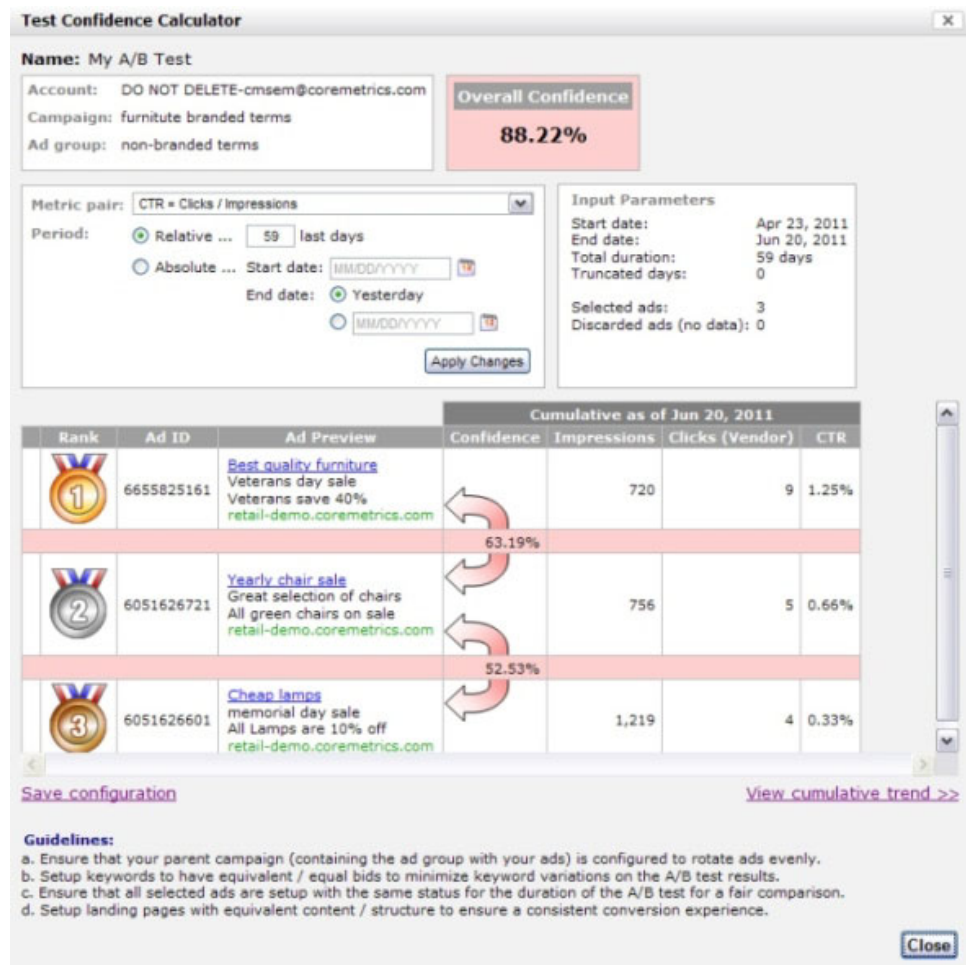 Test Confidence Calculator
Name: My A/B Test
Account: DO NOT DELETE-cmsem@coremetrics.com
Campaign: furnitute branded terms
Ad group: non-branded terms
Overall Confidence
88.22%
Metric pair: CTR = Clicks / Impressions
Period: Relative ... 59 last days
Absolute ... Start date: MM/DD/YYYY
End date: Yesterday
MM/DD/YYYY
Apply Changes
Input Parameters
Start date: Apr 23, 2011
End date: Jun 20, 2011
Total duration: 59 days
Truncated days: 0
Selected ads: 3
Discarded ads (no data): 0
Cumulative as of Jun 20, 2011
Rank Ad ID Ad Preview Confidence Impressions Clicks (Vendor) CTR
1 6655825161 Best quality furniture 720 9 1.25%
Veterans day sale
Veterans save 40%
retail-demo.coremetrics.com
63.19%
2 6051626721 Yearly chair sale 756 5 0.66%
Great selection of chairs
All green chairs on sale
retail-demo.coremetrics.com
52.53%
3 6051626601 Cheap lamps 1,219 4 0.33%
memorial day sale
All Lamps are 10% off
retail-demo.coremetrics.com
Save configuration
View cumulative trend >>
Guidelines:
a. Ensure that your parent campaign (containing the ad group with your ads) is configured to rotate ads evenly.
b. Setup keywords to have equivalent / equal bids to minimize keyword variations on the A/B test results.
c. Ensure that all selected ads are setup with the same status for the duration of the A/B test for a fair comparison.
d. Setup landing pages with equivalent content / structure to ensure a consistent conversion experience.
Close